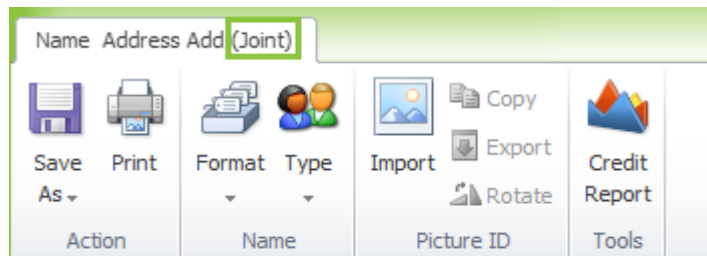 Name Address Add (Joint)
Save As
Print
Format
Type
Import
Copy
Export
Rotate
Credit Report
Action
Name
Picture ID
Tools